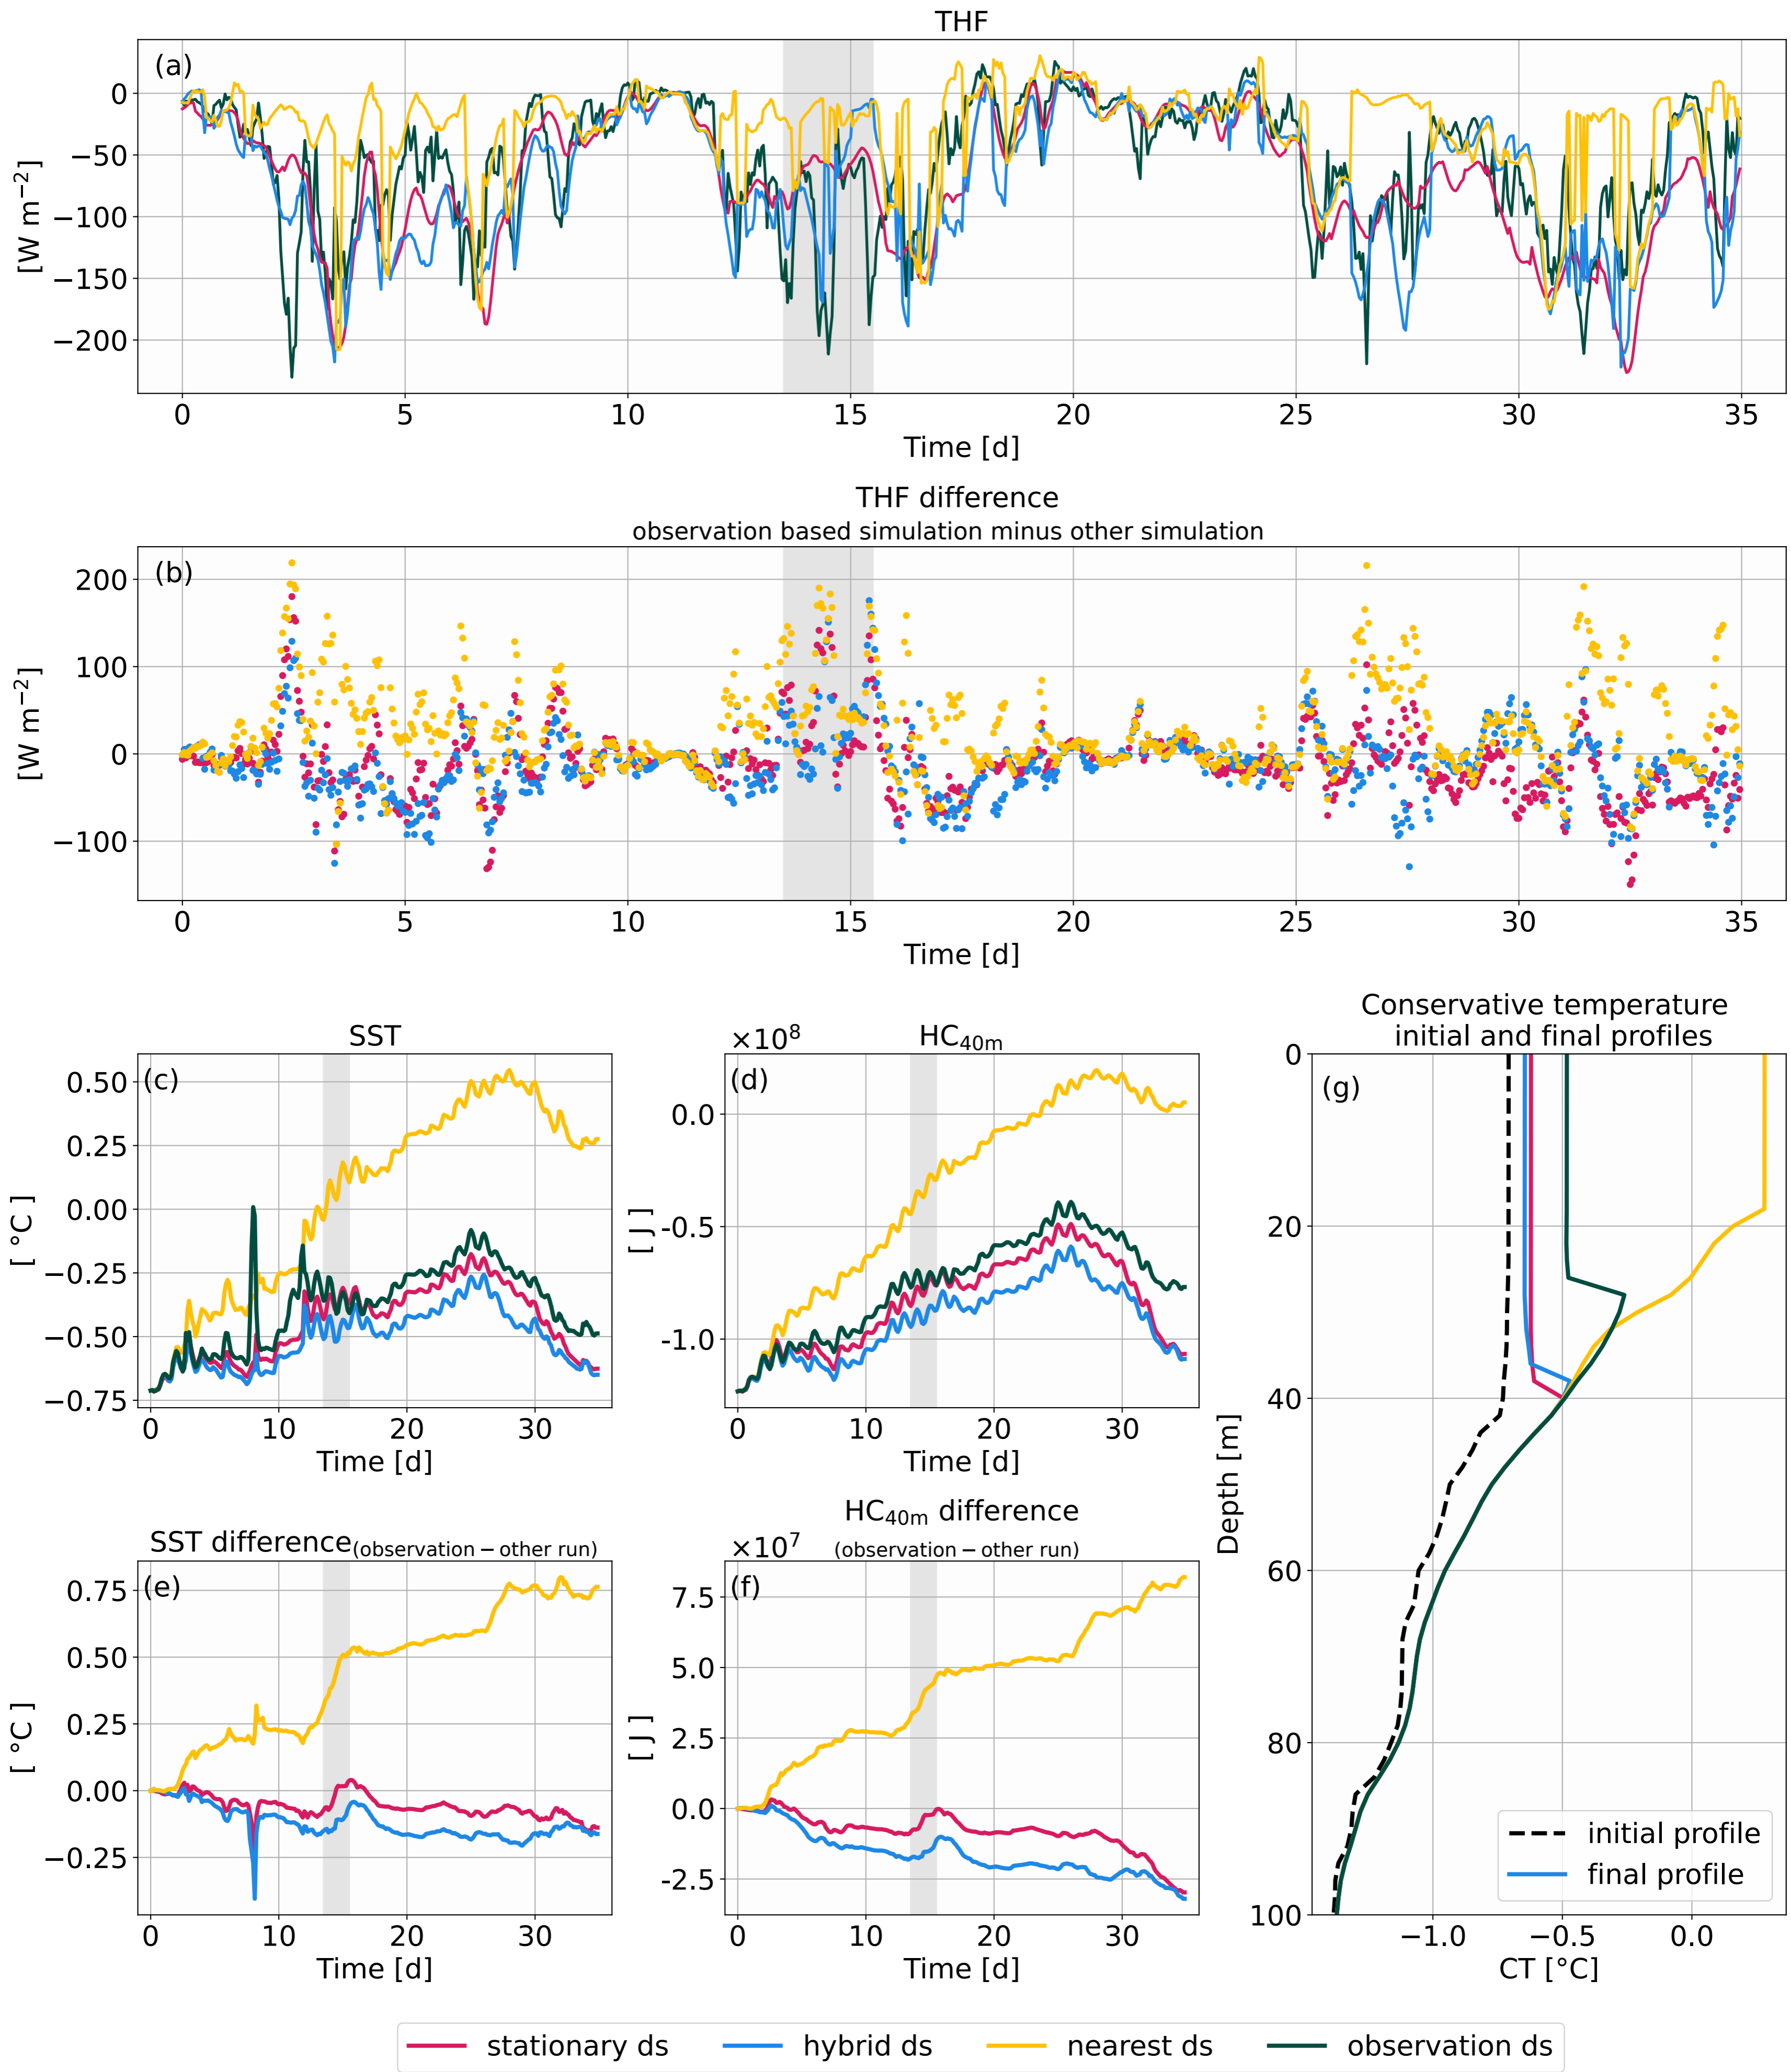 THF
(a)
0
−50
−100
−150
−200
[W m⁻²]
0 5 10 15 20 25 30 35
Time [d]
THF difference
observation based simulation minus other simulation
(b)
200
100
0
−100
[W m⁻²]
0 5 10 15 20 25 30 35
Time [d]
SST
(c)
0.50
0.25
0.00
−0.25
−0.50
−0.75
[ °C ]
0 10 20 30
Time [d]
×10⁸ HC₄₀ₘ
(d)
0.0
-0.5
-1.0
[ J ]
0 10 20 30
Time [d]
SST difference (observation – other run)
(e)
0.75
0.50
0.25
0.00
−0.25
[ °C ]
0 10 20 30
Time [d]
HC₄₀ₘ difference
×10⁷ (observation – other run)
(f)
7.5
5.0
2.5
0.0
-2.5
[ J ]
0 10 20 30
Time [d]
Conservative temperature
initial and final profiles
(g)
0
20
40
60
80
100
Depth [m]
initial profile
final profile
−1.0 −0.5 0.0
CT [°C]
stationary ds hybrid ds nearest ds observation ds